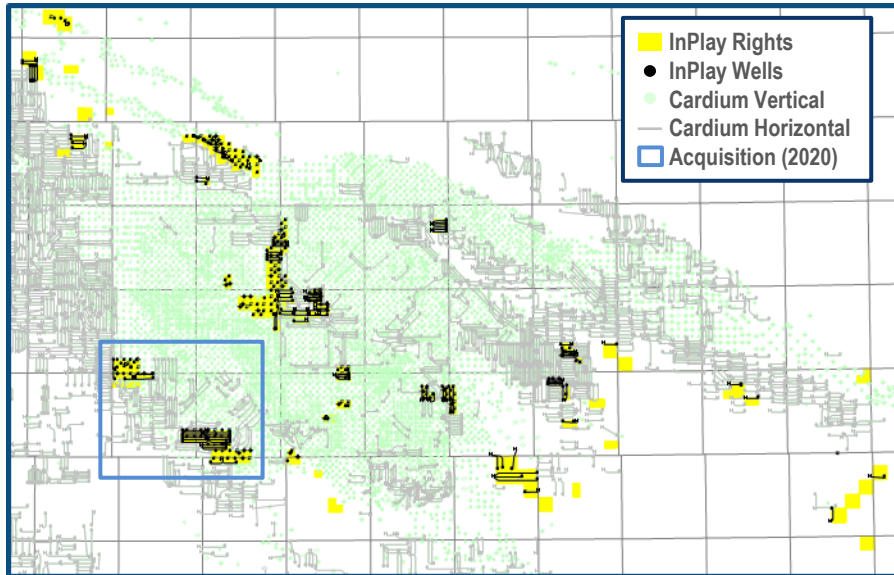 InPlay Rights
InPlay Wells
Cardium Vertical
Cardium Horizontal
Acquisition (2020)